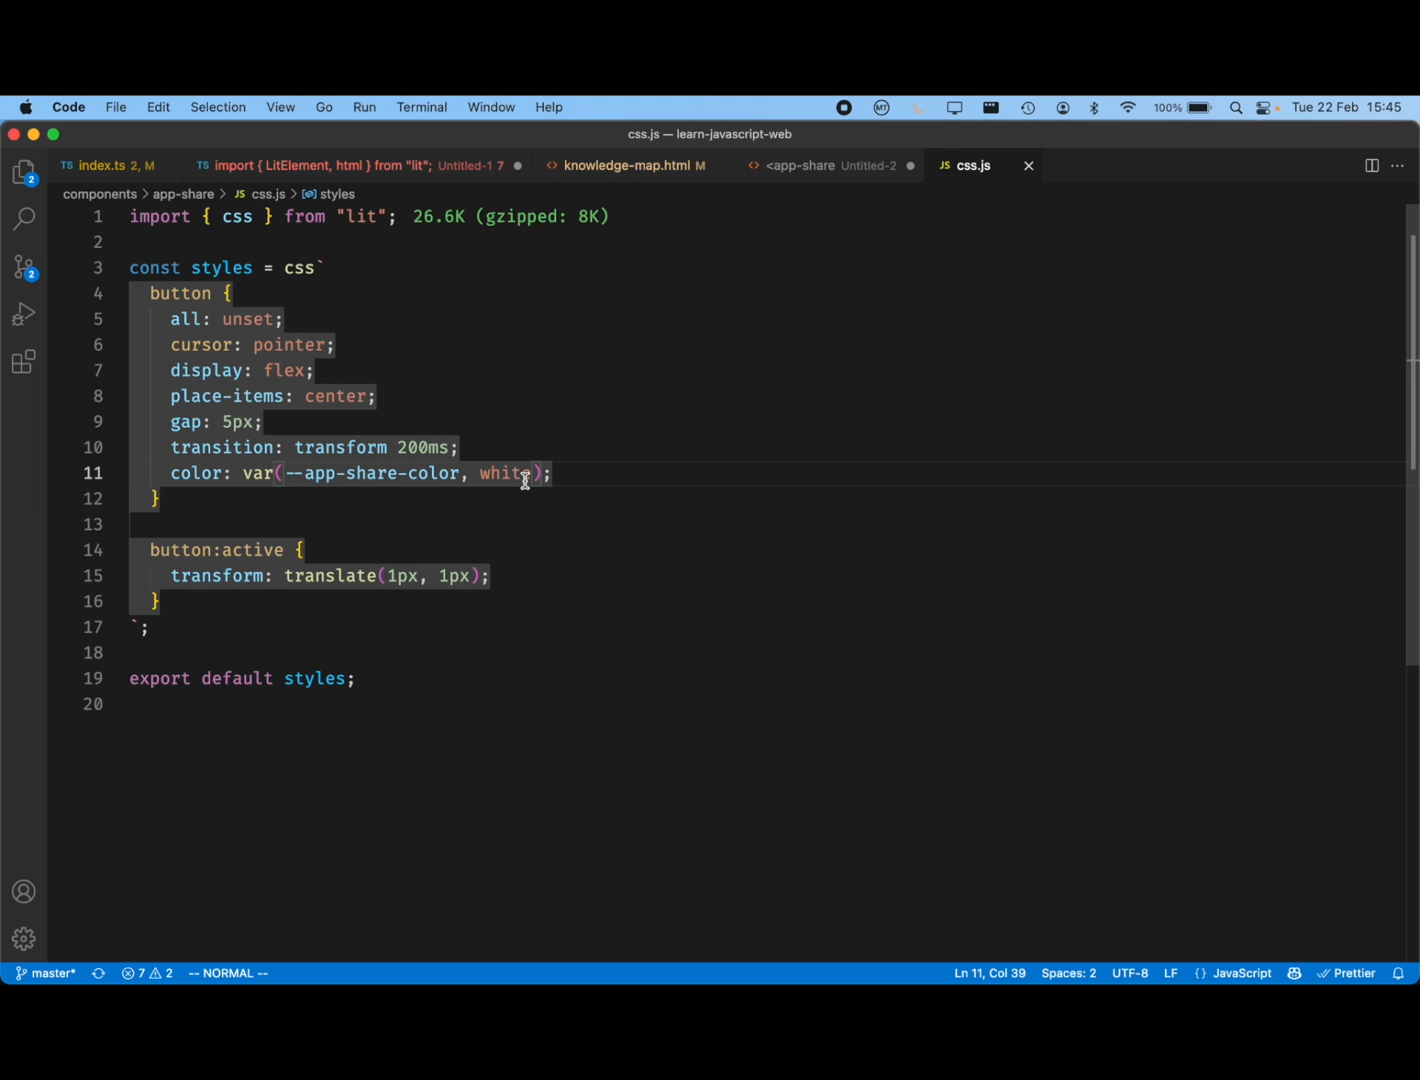 Code File Edit Selection View Go Run Terminal Window Help MT 100% Tue 22 Feb 15:45
css.js — learn-javascript-web
TS index.ts 2, M TS import { LitElement, html } from "lit"; Untitled-1 7 <> knowledge-map.html M <> <app-share Untitled-2 JS css.js
components > app-share > JS css.js > styles
1 import { css } from "lit"; 26.6K (gzipped: 8K)
2
3 const styles = css`
4 button {
5 all: unset;
6 cursor: pointer;
7 display: flex;
8 place-items: center;
9 gap: 5px;
10 transition: transform 200ms;
11 color: var(--app-share-color, white);
12 }
13
14 button:active {
15 transform: translate(1px, 1px);
16 }
17 `;
18
19 export default styles;
20
2
2
master* 7 2 -- NORMAL -- Ln 11, Col 39 Spaces: 2 UTF-8 LF {} JavaScript Prettier